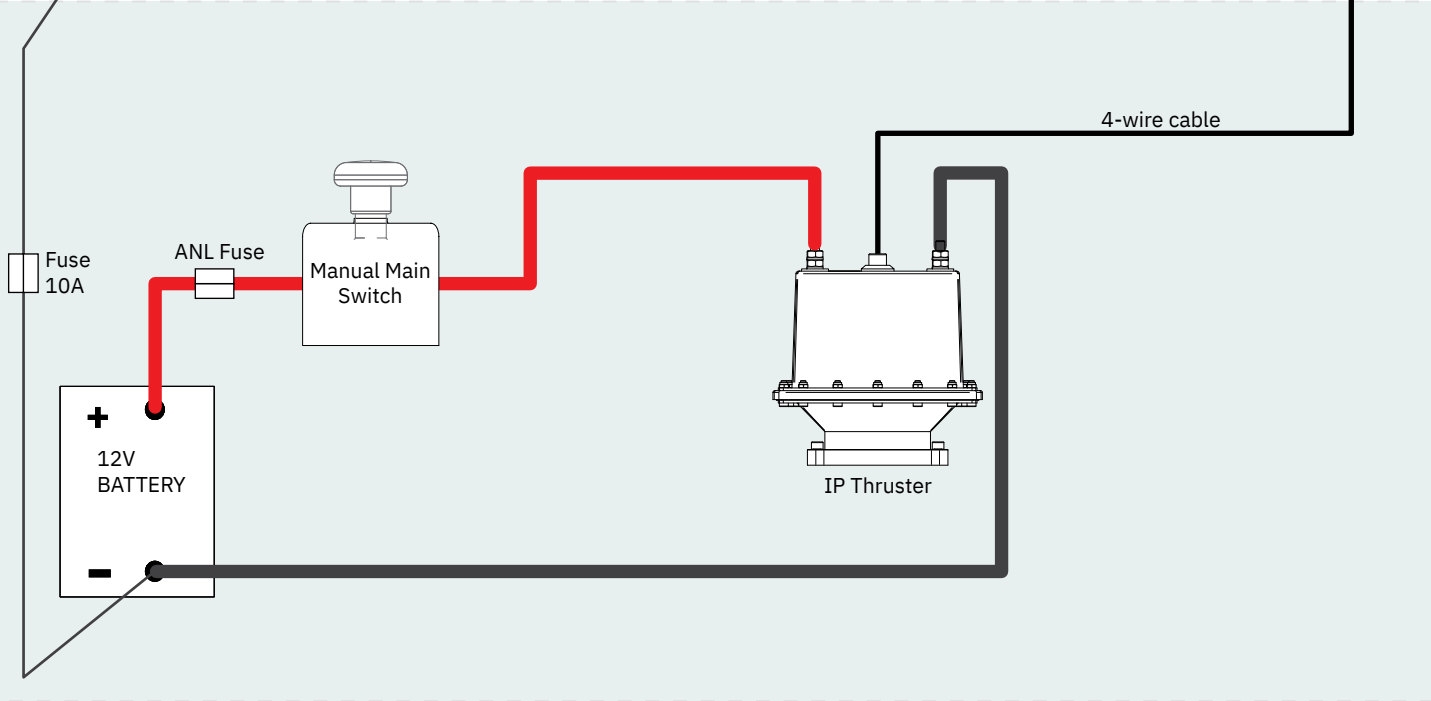 4-wire cable
ANL Fuse
Fuse
10A
Manual Main
Switch
+
12V
BATTERY
-
IP Thruster